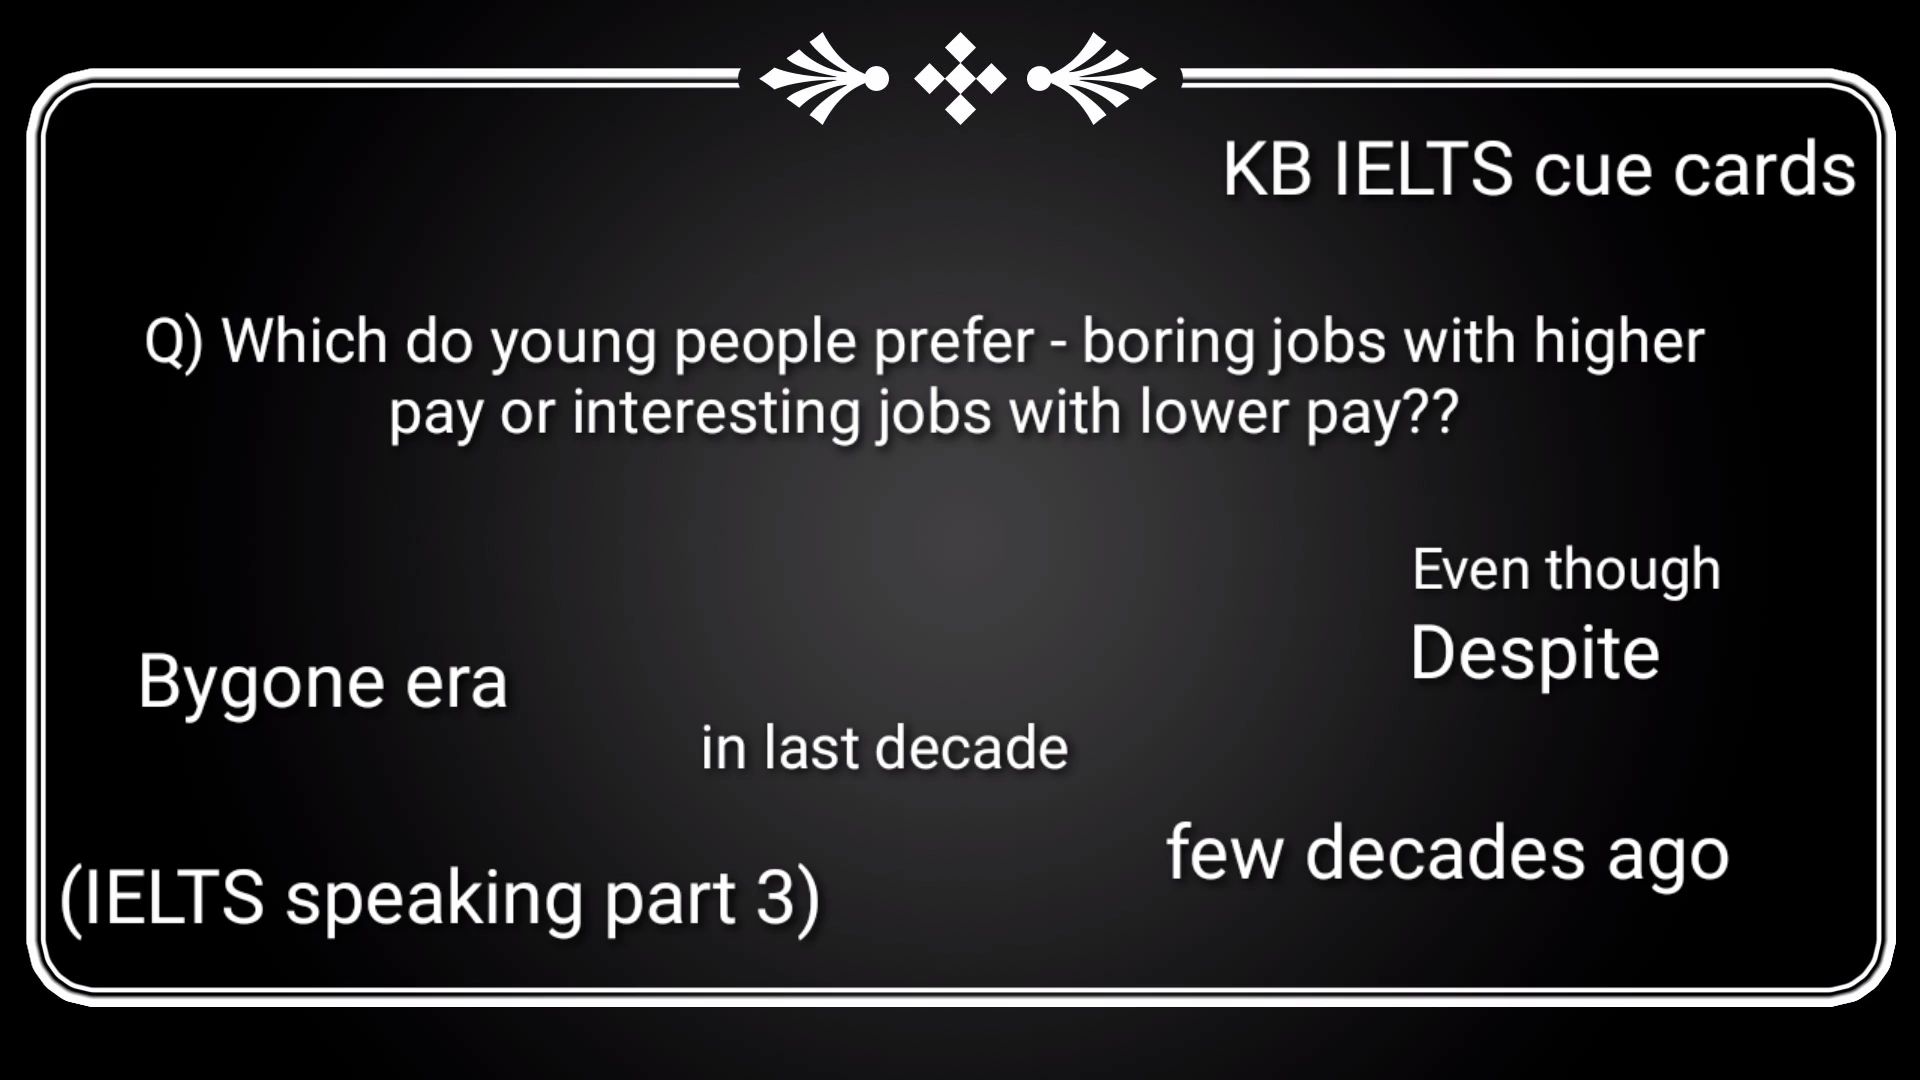 KB IELTS cue cards
Q) Which do young people prefer - boring jobs with higher
pay or interesting jobs with lower pay??
Even though
Despite
Bygone era
in last decade
few decades ago
(IELTS speaking part 3)